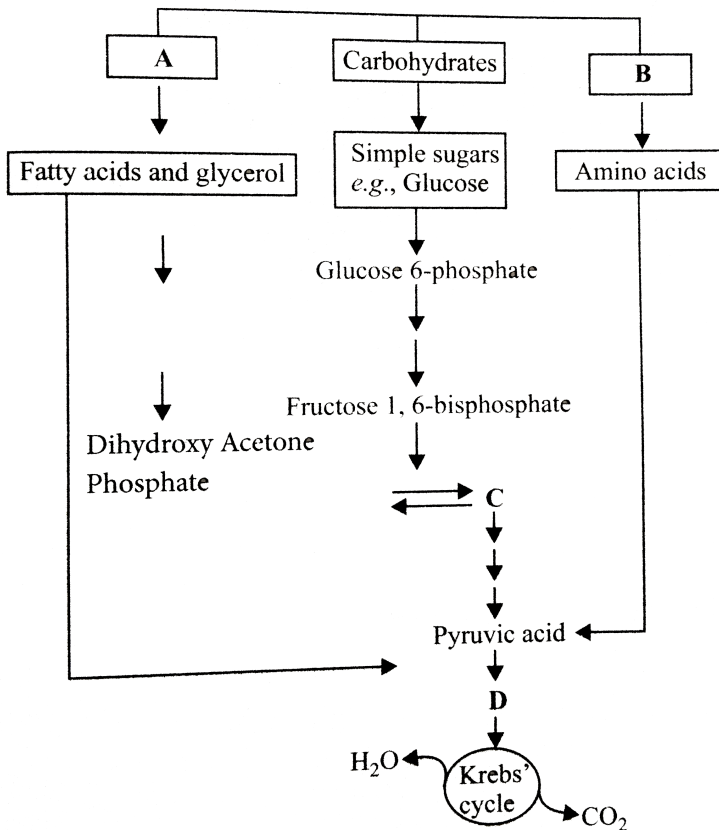 A
Carbohydrates
B
Fatty acids and glycerol
Simple sugars
e.g., Glucose
Amino acids
Glucose 6-phosphate
Fructose 1, 6-bisphosphate
Dihydroxy Acetone
Phosphate
C
Pyruvic acid
D
H₂O
Krebs'
cycle
CO₂